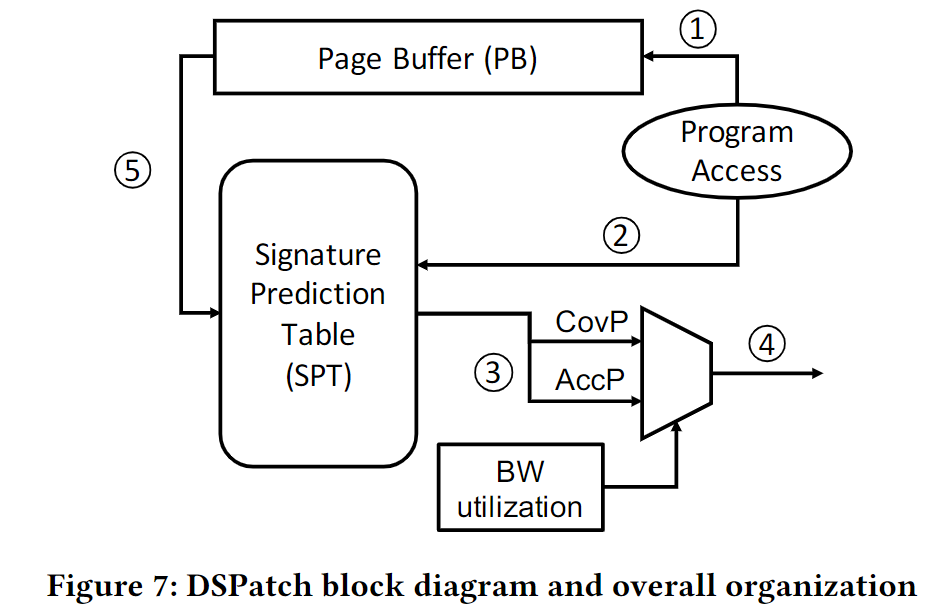 ①
Page Buffer (PB)
Program
Access
⑤
②
Signature
Prediction
Table
(SPT)
CovP
④
③
AccP
BW
utilization
Figure 7: DSPatch block diagram and overall organization